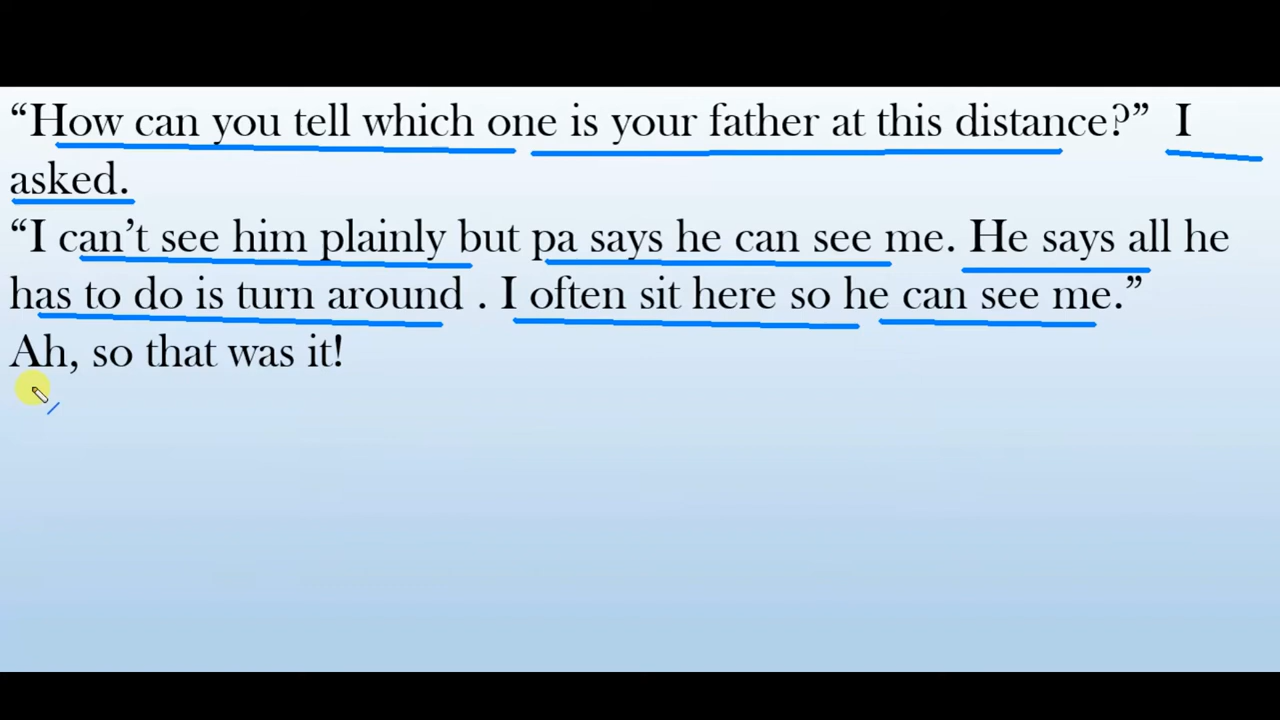 “How can you tell which one is your father at this distance?” I
asked.
“I can’t see him plainly but pa says he can see me. He says all he
has to do is turn around . I often sit here so he can see me.”
Ah, so that was it!